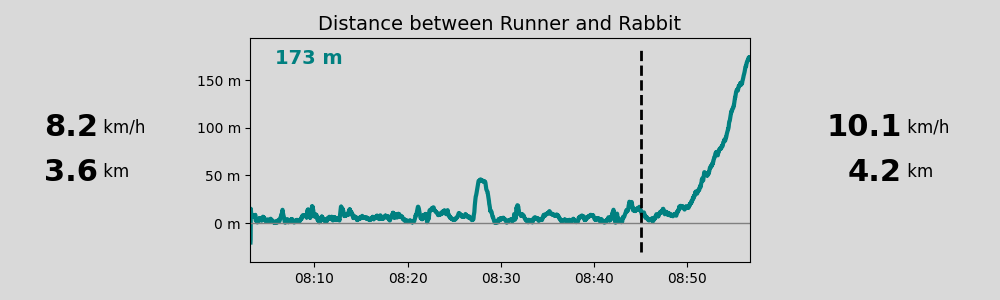 Distance between Runner and Rabbit
173 m
150 m
100 m
50 m
0 m
08:10 08:20 08:30 08:40 08:50
8.2 km/h
3.6 km
10.1 km/h
4.2 km